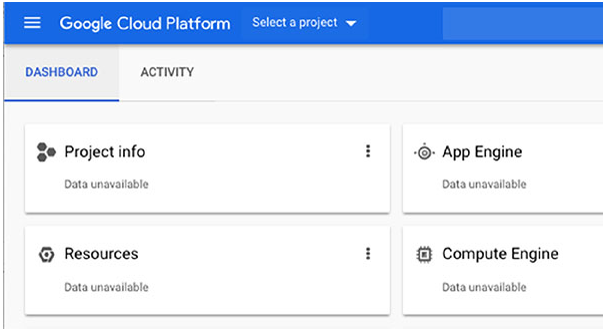 Google Cloud Platform Select a project
DASHBOARD ACTIVITY
Project info
Data unavailable
App Engine
Data unavailable
Resources
Data unavailable
Compute Engine
Data unavailable